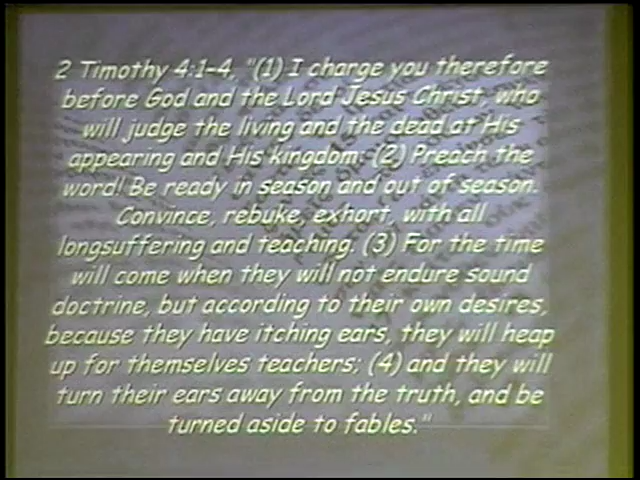 2 Timothy 4:1-4, "(1) I charge you therefore
before God and the Lord Jesus Christ, who
will judge the living and the dead at His
appearing and His kingdom: (2) Preach the
word! Be ready in season and out of season.
Convince, rebuke, exhort, with all
longsuffering and teaching. (3) For the time
will come when they will not endure sound
doctrine, but according to their own desires,
because they have itching ears, they will heap
up for themselves teachers; (4) and they will
turn their ears away from the truth, and be
turned aside to fables."